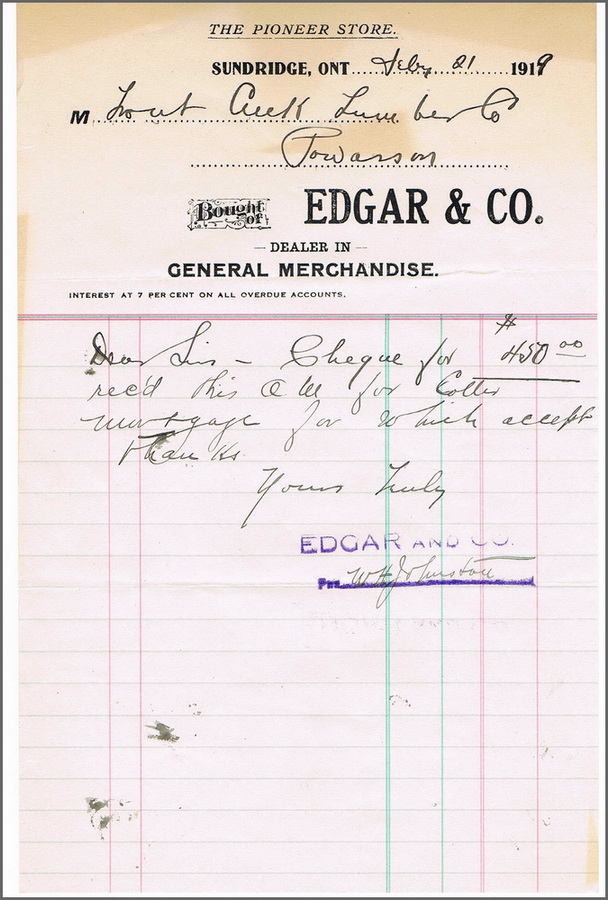 THE PIONEER STORE.
SUNDRIDGE, ONT. Feby 21 1919
M Trout Creek Lumber Co
Powassan
Bought of EDGAR & CO.
— DEALER IN —
GENERAL MERCHANDISE.
INTEREST AT 7 PER CENT ON ALL OVERDUE ACCOUNTS.
Dear Sir – Cheque for $450 00
rec'd this A M for
mortgage for which accept
thanks.
Yours Truly
EDGAR AND CO.
Per W H Johnston